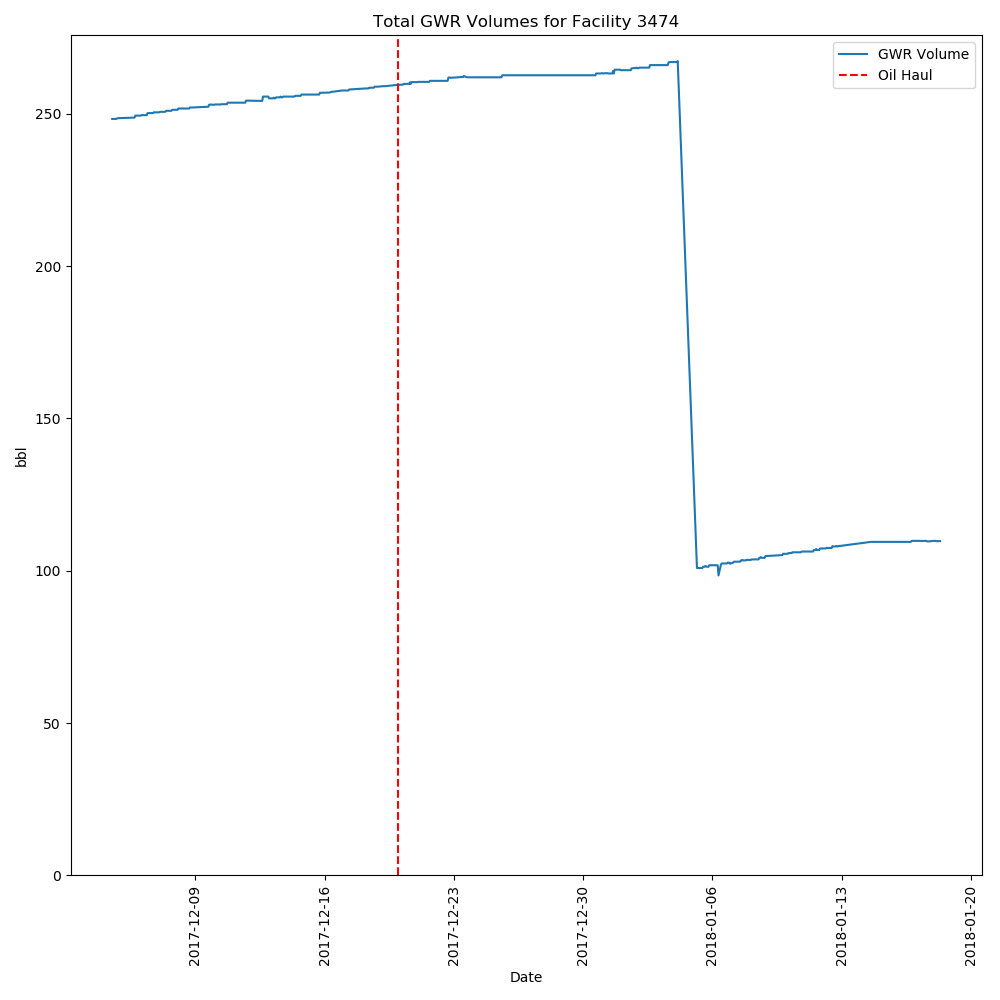 Total GWR Volumes for Facility 3474
GWR Volume
Oil Haul
250
200
150
100
50
0
bbl
2017-12-09
2017-12-16
2017-12-23
2017-12-30
2018-01-06
2018-01-13
2018-01-20
Date